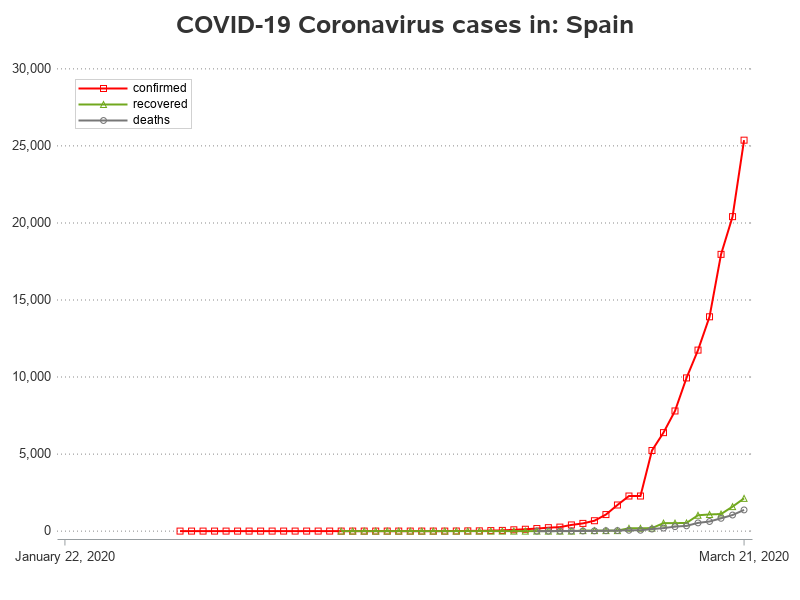 COVID-19 Coronavirus cases in: Spain
30,000
confirmed
recovered
deaths
25,000
20,000
15,000
10,000
5,000
0
January 22, 2020
March 21, 2020